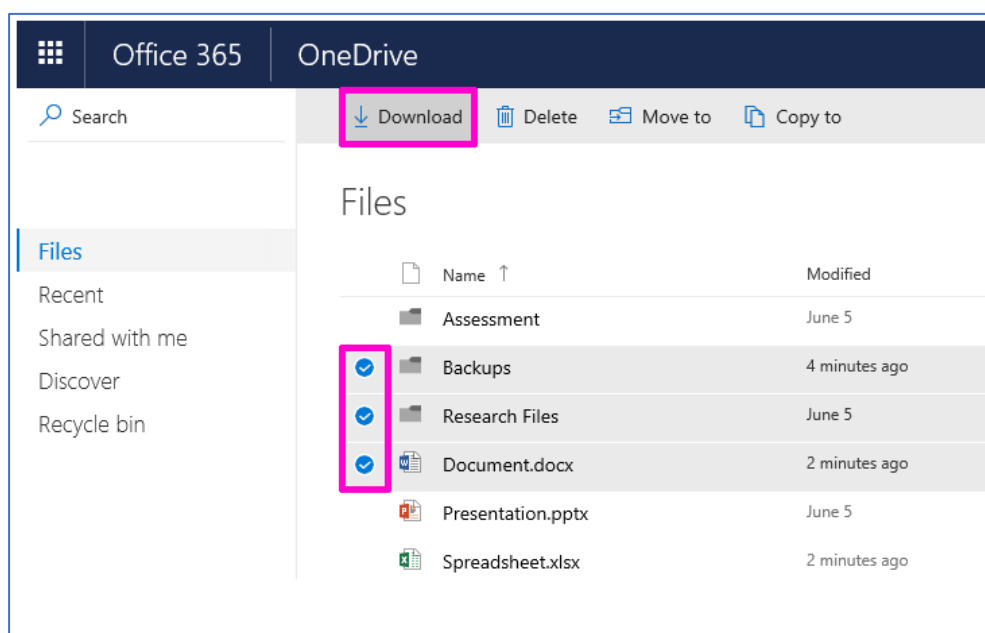 Office 365 OneDrive
Search
Download Delete Move to Copy to
Files
Files
Recent
Shared with me
Discover
Recycle bin
Name Modified
Assessment June 5
Backups 4 minutes ago
Research Files June 5
Document.docx 2 minutes ago
Presentation.pptx June 5
Spreadsheet.xlsx 2 minutes ago